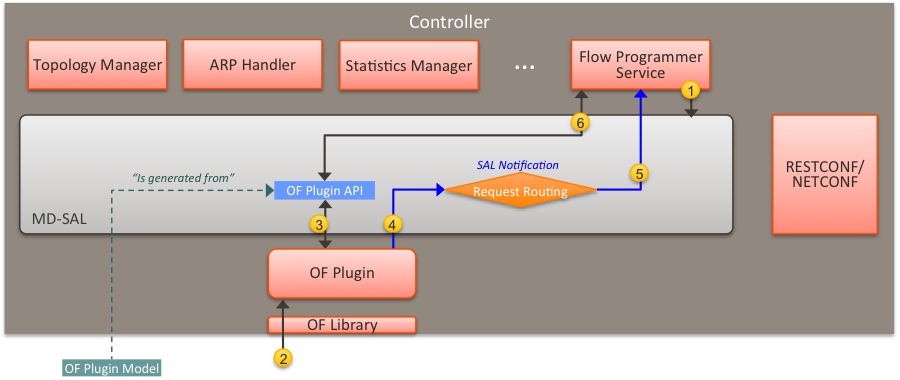 Controller
Topology Manager
ARP Handler
Statistics Manager
...
Flow Programmer
Service
1
6
SAL Notification
"Is generated from"
OF Plugin API
Request Routing
5
RESTCONF/
NETCONF
MD-SAL
3
4
OF Plugin
OF Library
2
OF Plugin Model